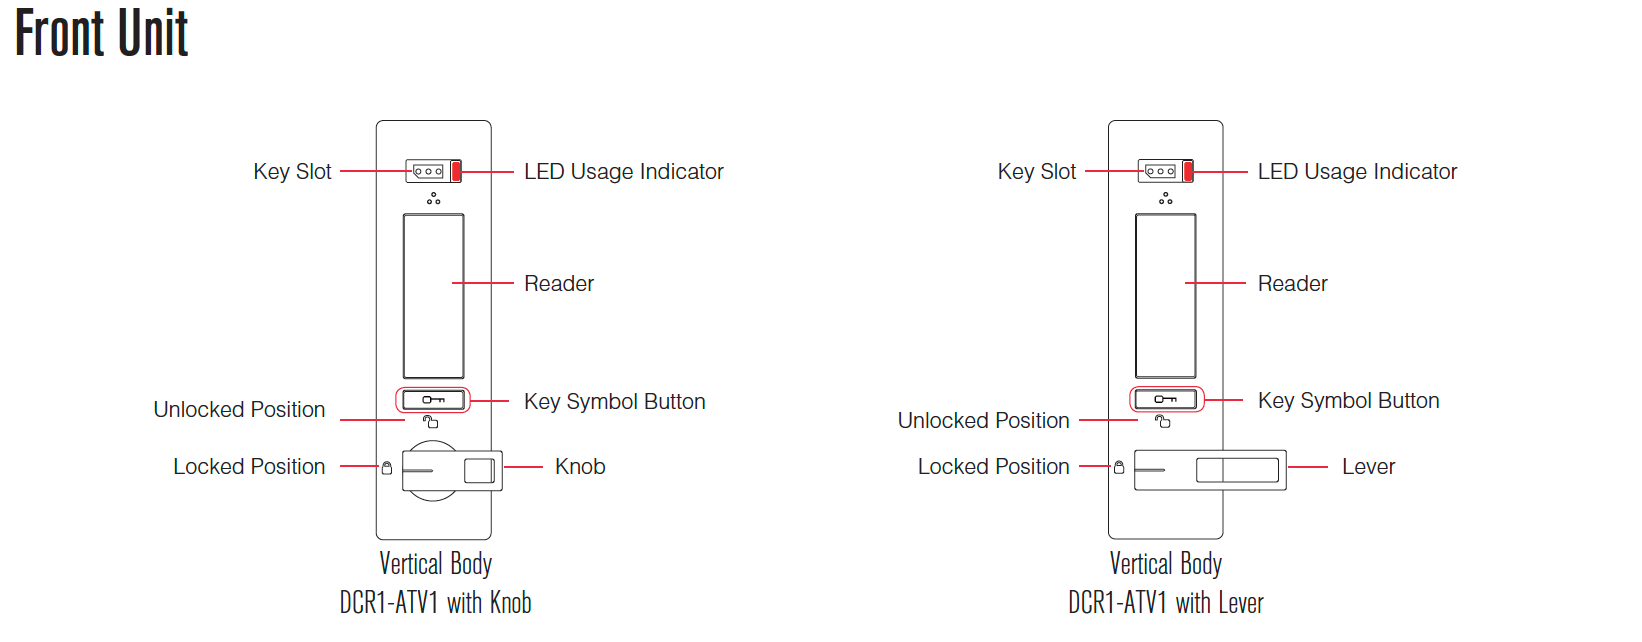 Front Unit
Key Slot
LED Usage Indicator
Reader
Key Symbol Button
Unlocked Position
Locked Position
Knob
Vertical Body
DCR1-ATV1 with Knob
Key Slot
LED Usage Indicator
Reader
Key Symbol Button
Unlocked Position
Locked Position
Lever
Vertical Body
DCR1-ATV1 with Lever